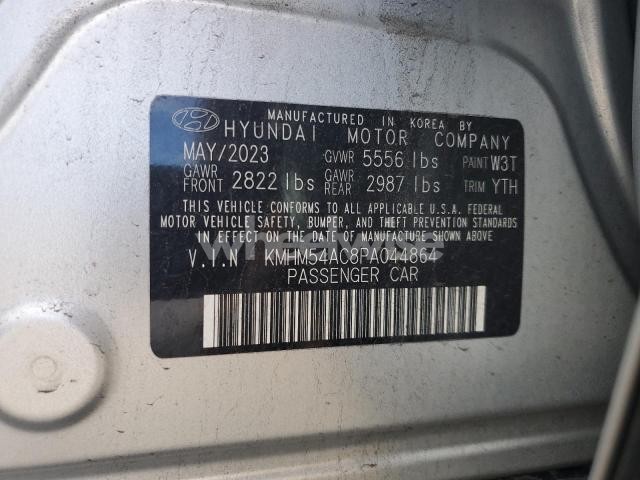 MANUFACTURED IN KOREA BY
HYUNDAI MOTOR COMPANY
MAY/2023 GVWR 5556 lbs PAINT W3T
GAWR FRONT 2822 lbs GAWR REAR 2987 lbs TRIM YTH
THIS VEHICLE CONFORMS TO ALL APPLICABLE U.S.A. FEDERAL
MOTOR VEHICLE SAFETY, BUMPER, AND THEFT PREVENTION STANDARDS
IN EFFECT ON THE DATE OF MANUFACTURE SHOWN ABOVE
V.I.N KMHM54AC8PA044864
PASSENGER CAR